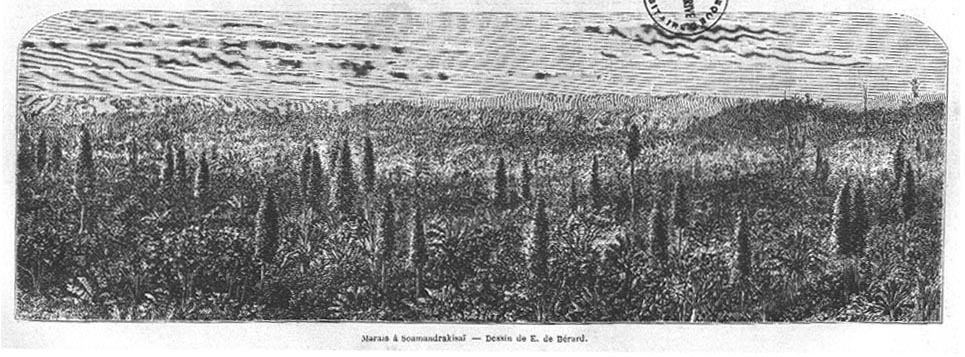 Marais à Soamandrakisaï — Dessin de E. de Bérard.